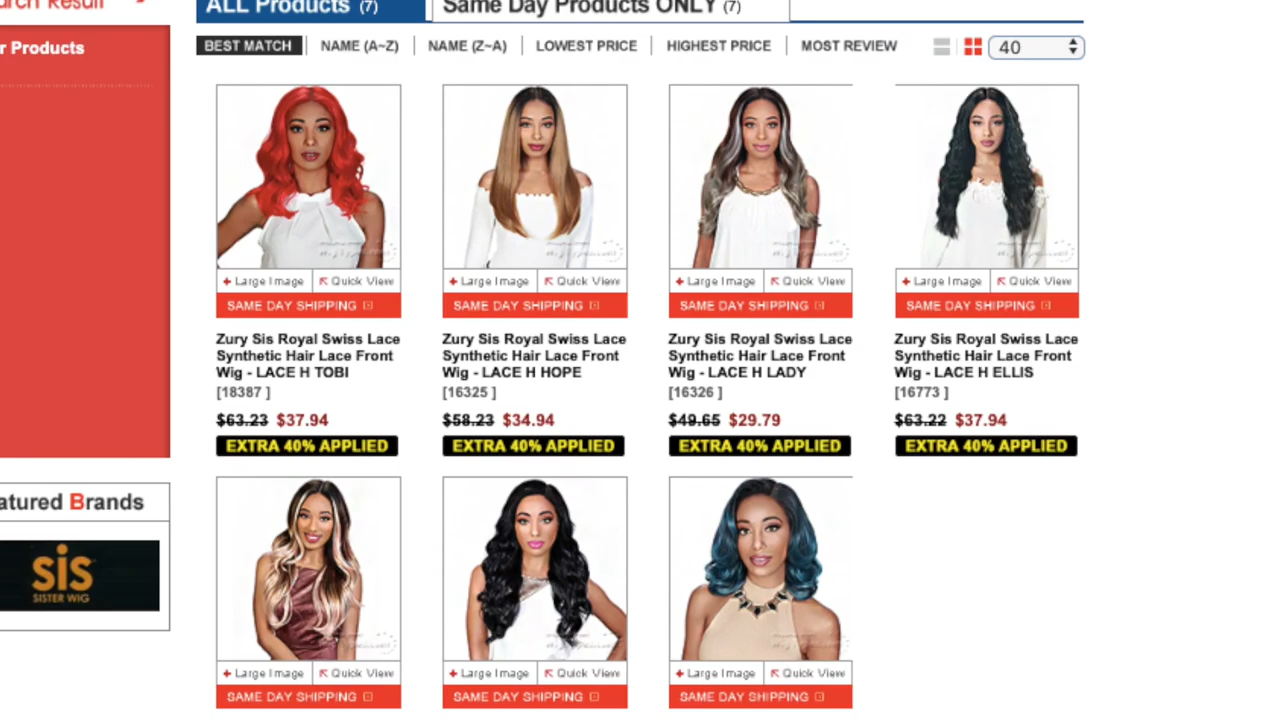 arch Result
ALL Products (7)
Same Day Products ONLY (7)
r Products
BEST MATCH
NAME (A~Z)
NAME (Z~A)
LOWEST PRICE
HIGHEST PRICE
MOST REVIEW
40
+ Large Image
Quick View
+ Large Image
Quick View
+ Large Image
Quick View
+ Large Image
Quick View
SAME DAY SHIPPING
SAME DAY SHIPPING
SAME DAY SHIPPING
SAME DAY SHIPPING
Zury Sis Royal Swiss Lace
Synthetic Hair Lace Front
Wig - LACE H TOBI
[18387 ]
$63.23 $37.94
EXTRA 40% APPLIED
Zury Sis Royal Swiss Lace
Synthetic Hair Lace Front
Wig - LACE H HOPE
[16325 ]
$58.23 $34.94
EXTRA 40% APPLIED
Zury Sis Royal Swiss Lace
Synthetic Hair Lace Front
Wig - LACE H LADY
[16326 ]
$49.65 $29.79
EXTRA 40% APPLIED
Zury Sis Royal Swiss Lace
Synthetic Hair Lace Front
Wig - LACE H ELLIS
[16773 ]
$63.22 $37.94
EXTRA 40% APPLIED
atured Brands
sis
SISTER WIG
+ Large Image
Quick View
+ Large Image
Quick View
+ Large Image
Quick View
SAME DAY SHIPPING
SAME DAY SHIPPING
SAME DAY SHIPPING